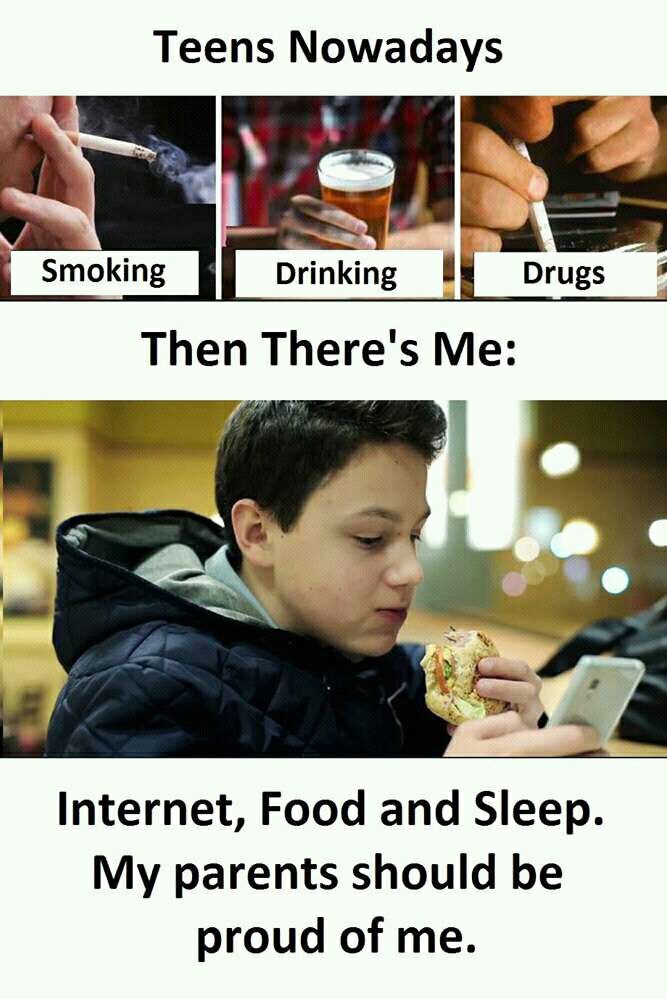 Teens Nowadays
Smoking
Drinking
Drugs
Then There's Me:
Internet, Food and Sleep.
My parents should be
proud of me.